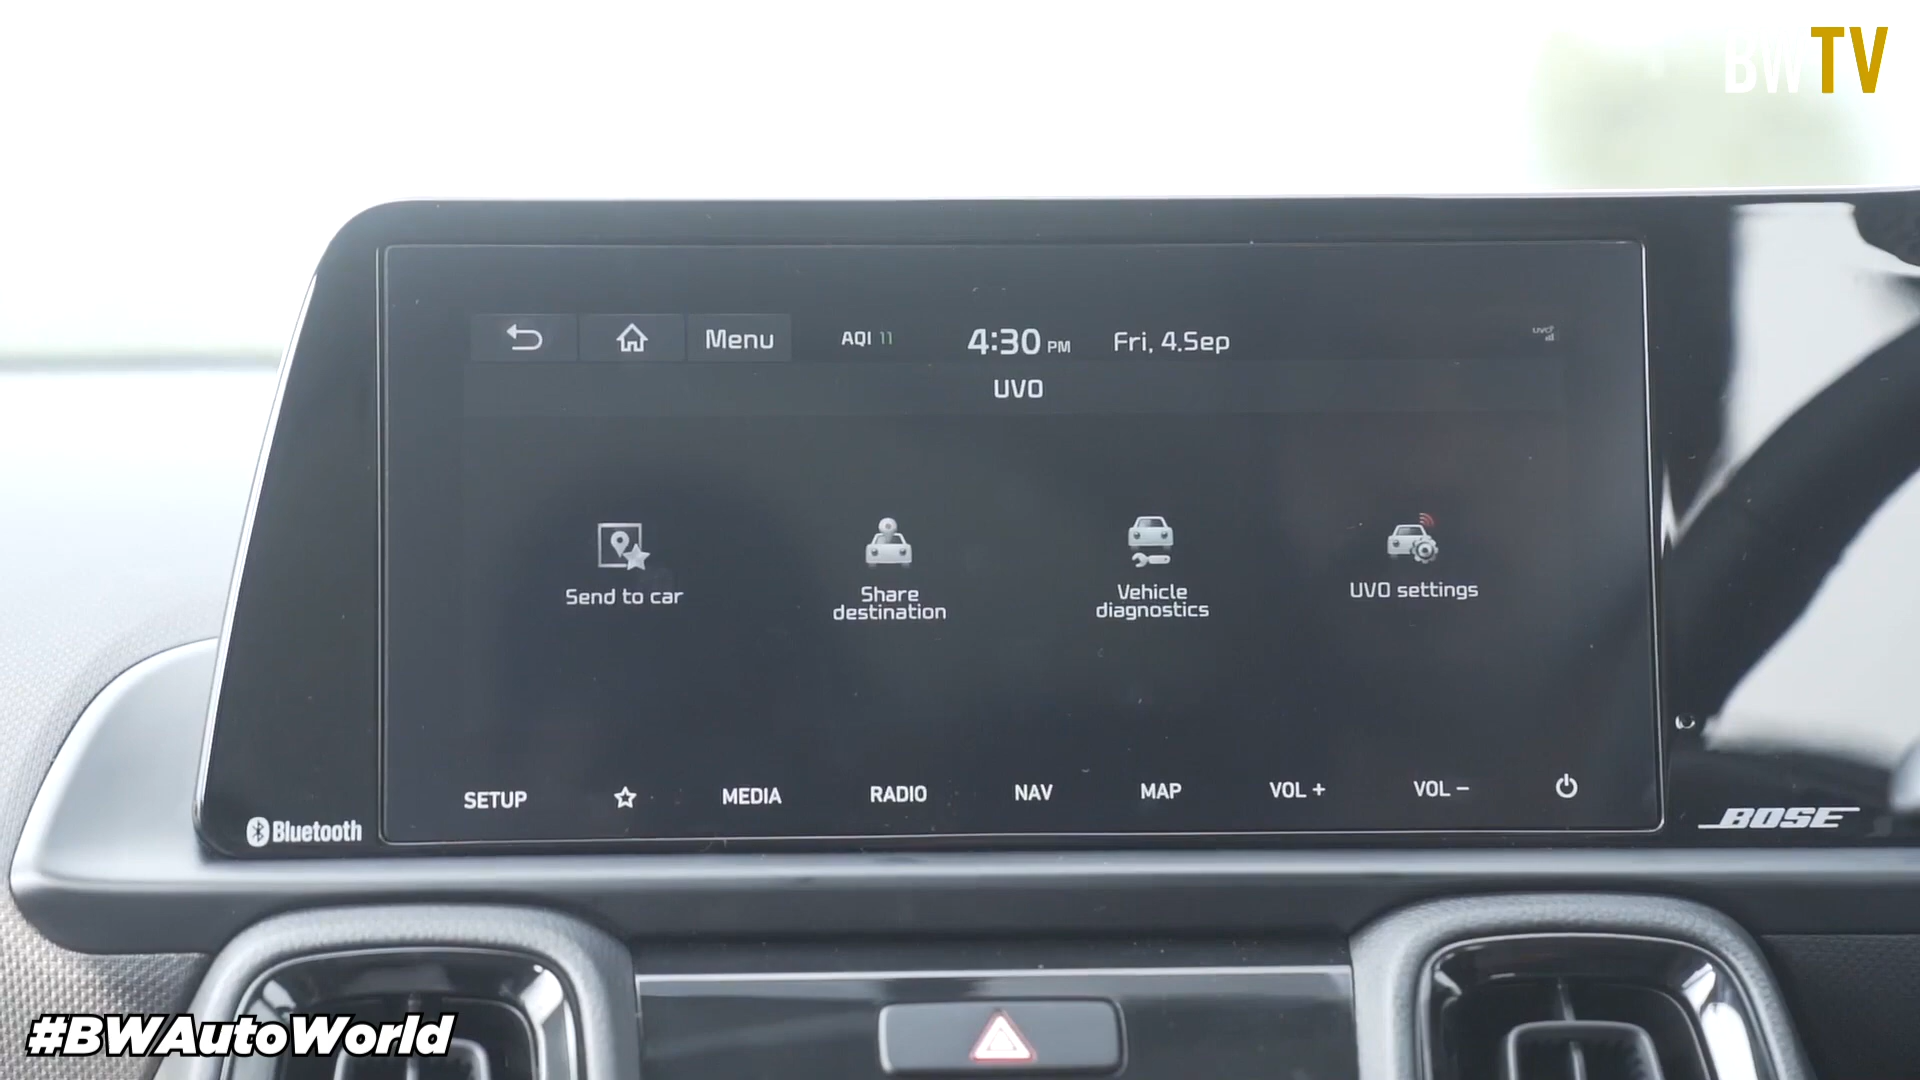 BWTV
Menu
AQI 11
4:30 PM
Fri, 4.Sep
UVO
UVO
Send to car
Share
destination
Vehicle
diagnostics
UVO settings
SETUP
MEDIA
RADIO
NAV
MAP
VOL +
VOL −
Bluetooth
BOSE
#BWAutoWorld